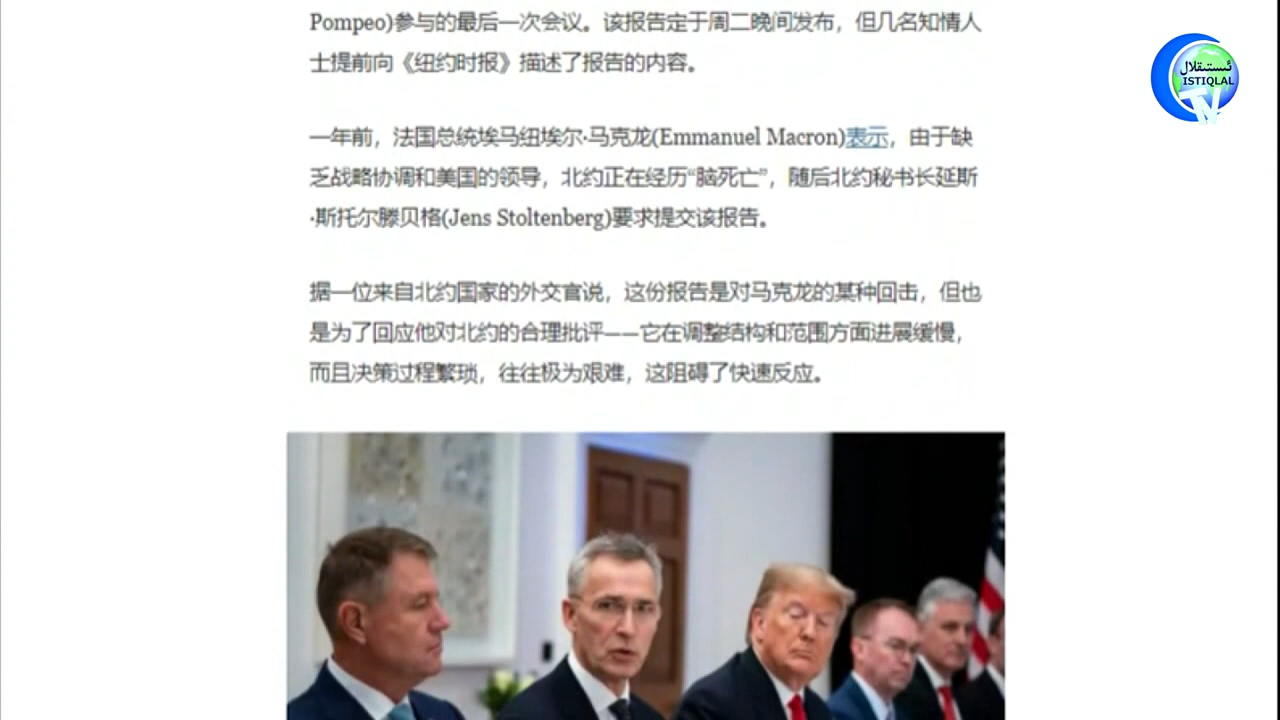 Pompeo)参与的最后一次会议。该报告定于周二晚间发布，但几名知情人
士提前向《纽约时报》描述了报告的内容。
一年前，法国总统埃马纽埃尔·马克龙(Emmanuel Macron)表示，由于缺
乏战略协调和美国的领导，北约正在经历“脑死亡”，随后北约秘书长延斯
·斯托尔滕贝格(Jens Stoltenberg)要求提交该报告。
据一位来自北约国家的外交官说，这份报告是对马克龙的某种回击，但也
是为了回应他对北约的合理批评——它在调整结构和范围方面进展缓慢，
而且决策过程繁琐，往往极为艰难，这阻碍了快速反应。
ئىستىقلال
ISTIQLAL
TV